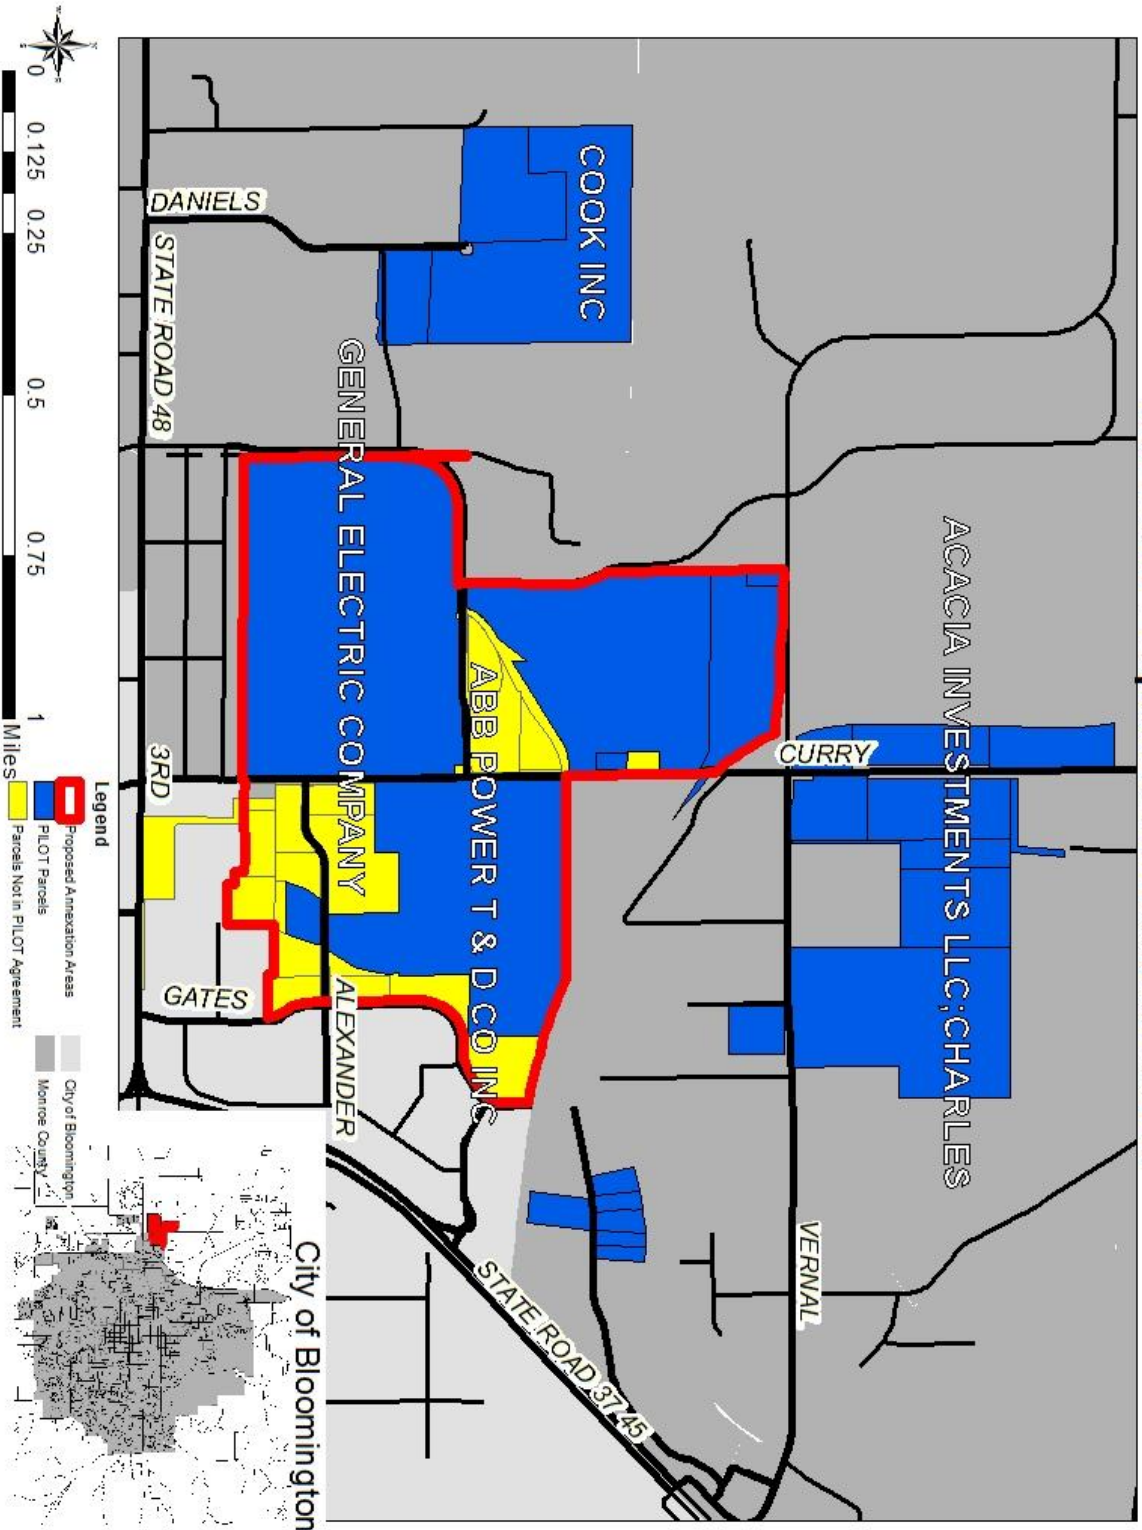 COOK INC
ACACIA INVESTMENTS LLC;CHARLES
GENERAL ELECTRIC COMPANY
ABB POWER T & D CO INC
DANIELS
STATE ROAD 48
CURRY
3RD
GATES
ALEXANDER
VERNAL
STATE ROAD 37 45
0 0.125 0.25 0.5 0.75 1
Miles
Legend
Proposed Annexation Areas
PILOT Parcels
Parcels Not in PILOT Agreement
City of Bloomington
Monroe County
City of Bloomington